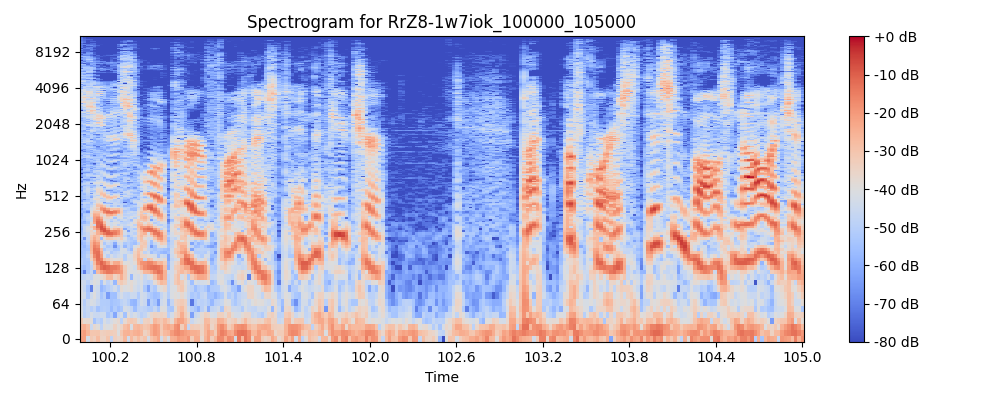 Spectrogram for RrZ8-1w7iok_100000_105000
8192
4096
2048
1024
512
256
128
64
0
Hz
100.2 100.8 101.4 102.0 102.6 103.2 103.8 104.4 105.0
Time
+0 dB
-10 dB
-20 dB
-30 dB
-40 dB
-50 dB
-60 dB
-70 dB
-80 dB